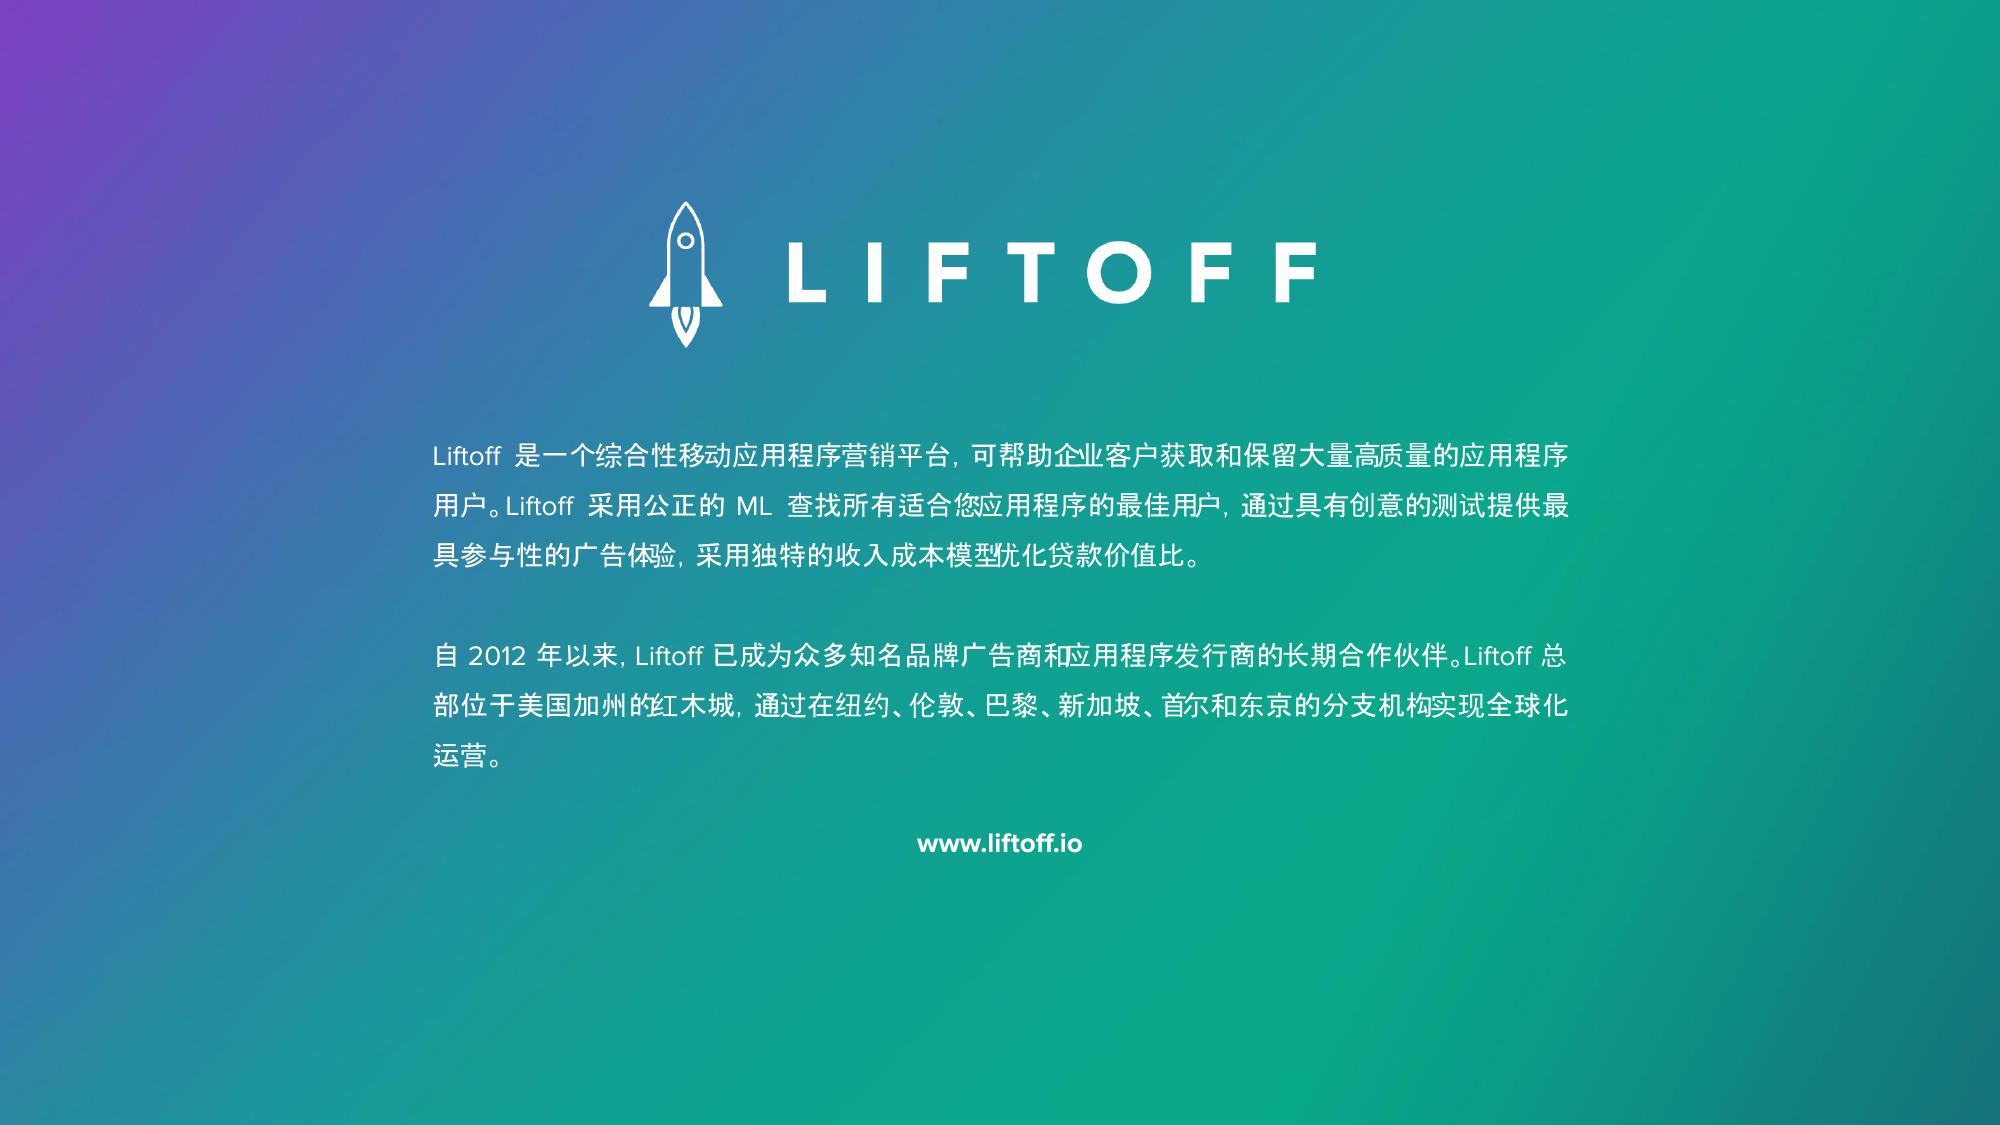 LIFTOFF
Liftoff 是一个综合性移动应用程序营销平台, 可帮助企业客户获取和保留大量高质量的应用程序
用户。Liftoff 采用公正的 ML 查找所有适合您应用程序的最佳用户, 通过具有创意的测试提供最
具参与性的广告体验, 采用独特的收入成本模型优化贷款价值比。
自 2012 年以来, Liftoff 已成为众多知名品牌广告商和应用程序发行商的长期合作伙伴。Liftoff 总
部位于美国加州的红木城, 通过在纽约、伦敦、巴黎、新加坡、首尔和东京的分支机构实现全球化
运营。
www.liftoff.io